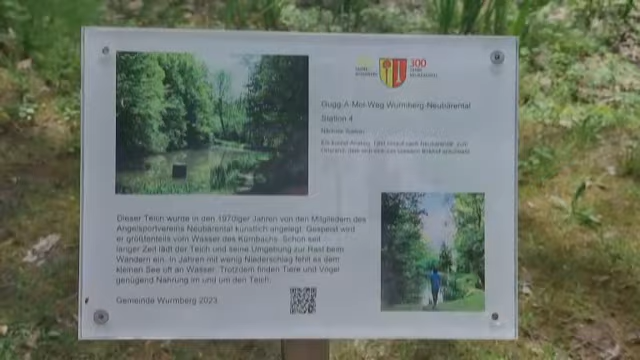 300
Gugg-A-Mol-Weg Wurmberg-Neubärental
Station 4
Dieser Teich wurde in den 1970iger Jahren von den Mitgliedern des
Angelsportvereins Neubärental künstlich angelegt. Gespeist wird
er größtenteils vom Wasser des Kirnbachs. Schon seit
langer Zeit lädt der Teich und seine Umgebung zur Rast beim
Wandern ein. In Jahren mit wenig Niederschlag fehlt es dem
kleinen See oft an Wasser. Trotzdem finden Tiere und Vögel
genügend Nahrung im und um den Teich.
Gemeinde Wurmberg 2023